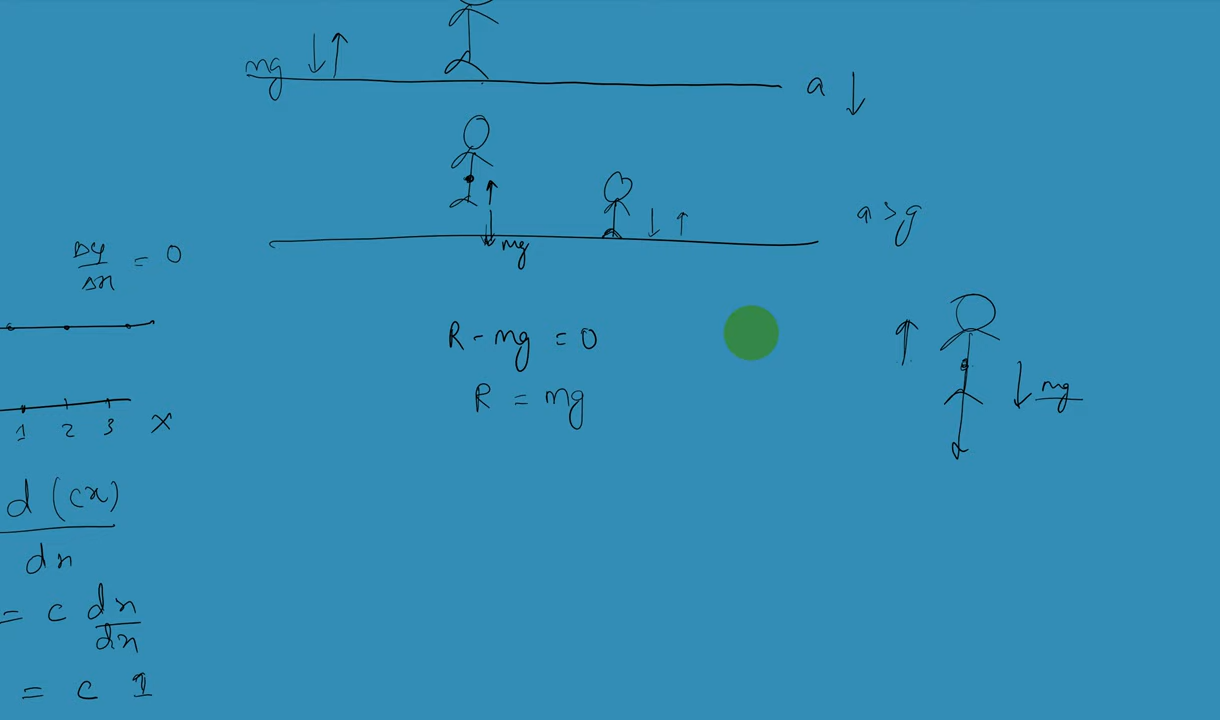 mg ↓↑
a ↓
mg
a > g
Δy/Δx = 0
R - mg = 0
R = mg
↑ ↓ mg
1 2 3 X
d (cx)
dx
= c dx/dx
= c 1